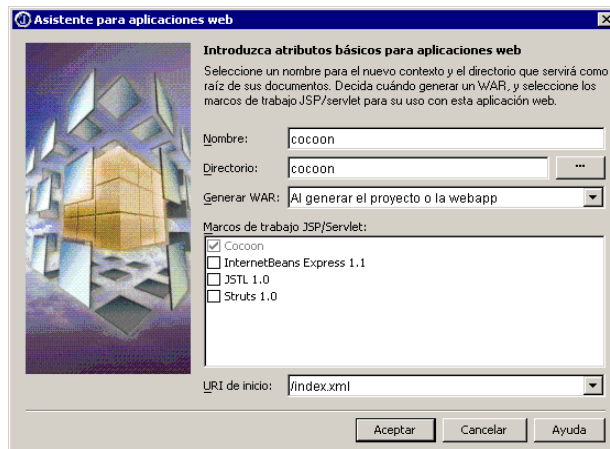 Asistente para aplicaciones web
Introduzca atributos básicos para aplicaciones web
Seleccione un nombre para el nuevo contexto y el directorio que servirá como
raíz de sus documentos. Decida cuándo generar un WAR, y seleccione los
marcos de trabajo JSP/servlet para su uso con esta aplicación web.
Nombre: cocoon
Directorio: cocoon ...
Generar WAR: Al generar el proyecto o la webapp
Marcos de trabajo JSP/Servlet:
Cocoon
InternetBeans Express 1.1
JSTL 1.0
Struts 1.0
URI de inicio: /index.xml
Aceptar Cancelar Ayuda